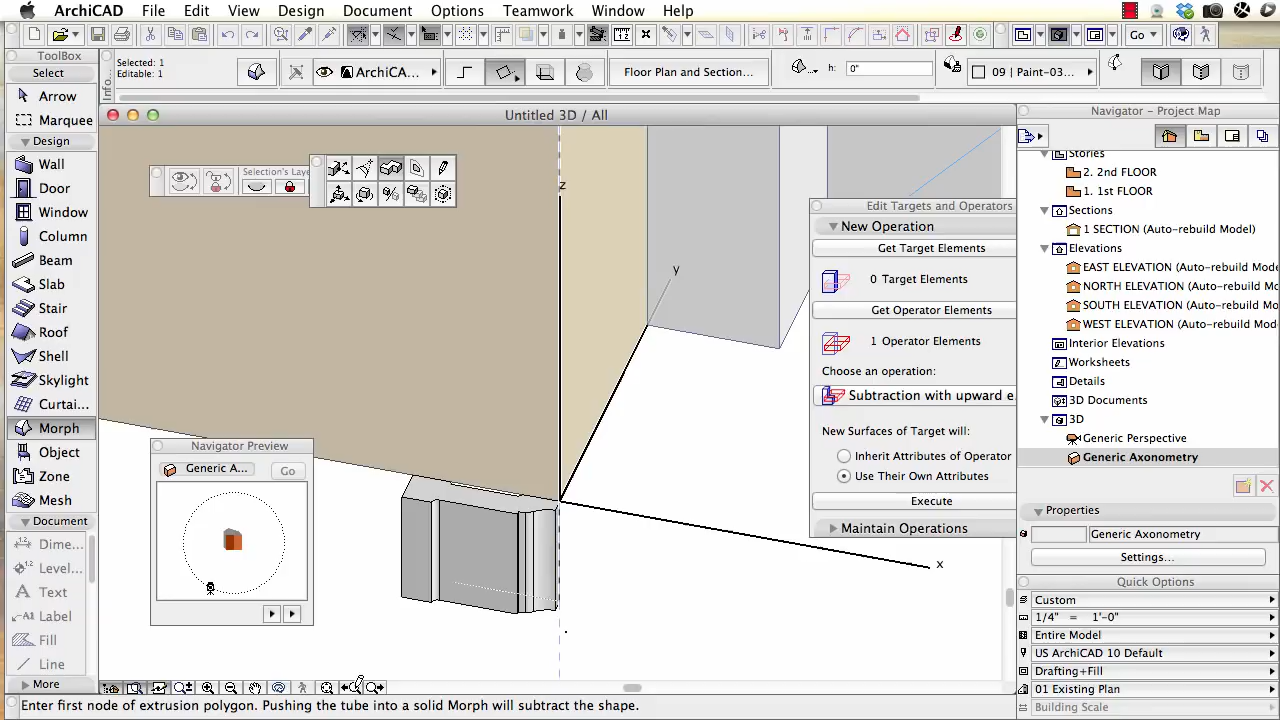 ArchiCAD File Edit View Design Document Options Teamwork Window Help
ToolBox
Select
Arrow
Marquee
Design
Wall
Door
Window
Column
Beam
Slab
Stair
Roof
Shell
Skylight
Curtai...
Morph
Object
Zone
Mesh
Document
Dime...
Level...
Text
Label
Fill
Line
More
Info...
Selected: 1
Editable: 1
ArchiCA...
Floor Plan and Section...
h: 0"
09 | Paint-03...
Go
Untitled 3D / All
Selection's Laye
z
y
x
Navigator Preview
Generic A...
Go
Edit Targets and Operators
New Operation
Get Target Elements
0 Target Elements
Get Operator Elements
1 Operator Elements
Choose an operation:
Subtraction with upward e.
New Surfaces of Target will:
Inherit Attributes of Operator
Use Their Own Attributes
Execute
Maintain Operations
Navigator - Project Map
Stories
2. 2nd FLOOR
1. 1st FLOOR
Sections
1 SECTION (Auto-rebuild Model)
Elevations
EAST ELEVATION (Auto-rebuild Mode
NORTH ELEVATION (Auto-rebuild Mod
SOUTH ELEVATION (Auto-rebuild Mod
WEST ELEVATION (Auto-rebuild Mode
Interior Elevations
Worksheets
Details
3D Documents
3D
Generic Perspective
Generic Axonometry
Properties
Generic Axonometry
Settings...
Quick Options
Custom
1/4" = 1'-0"
Entire Model
US ArchiCAD 10 Default
Drafting+Fill
01 Existing Plan
Building Scale
Enter first node of extrusion polygon. Pushing the tube into a solid Morph will subtract the shape.